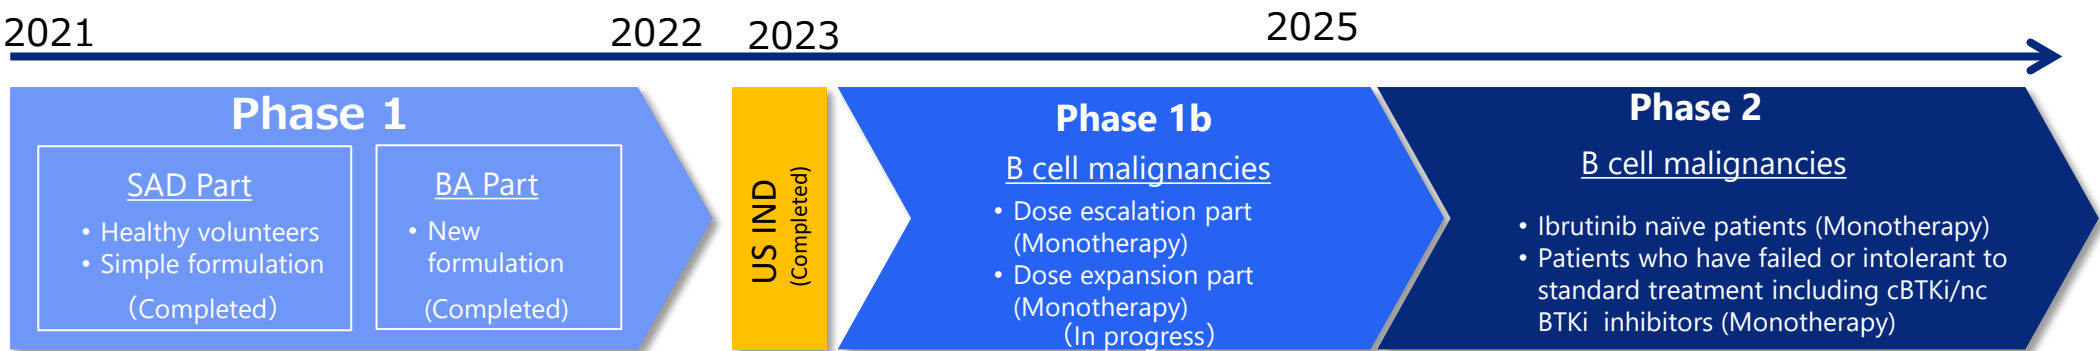 2021
2022
2023
2025
Phase 1
SAD Part
• Healthy volunteers
• Simple formulation
(Completed)
BA Part
• New
formulation
(Completed)
US IND
(Completed)
Phase 1b
B cell malignancies
• Dose escalation part
(Monotherapy)
• Dose expansion part
(Monotherapy)
(In progress)
Phase 2
B cell malignancies
• Ibrutinib naïve patients (Monotherapy)
• Patients who have failed or intolerant to
standard treatment including cBTKi/nc
BTKi inhibitors (Monotherapy)